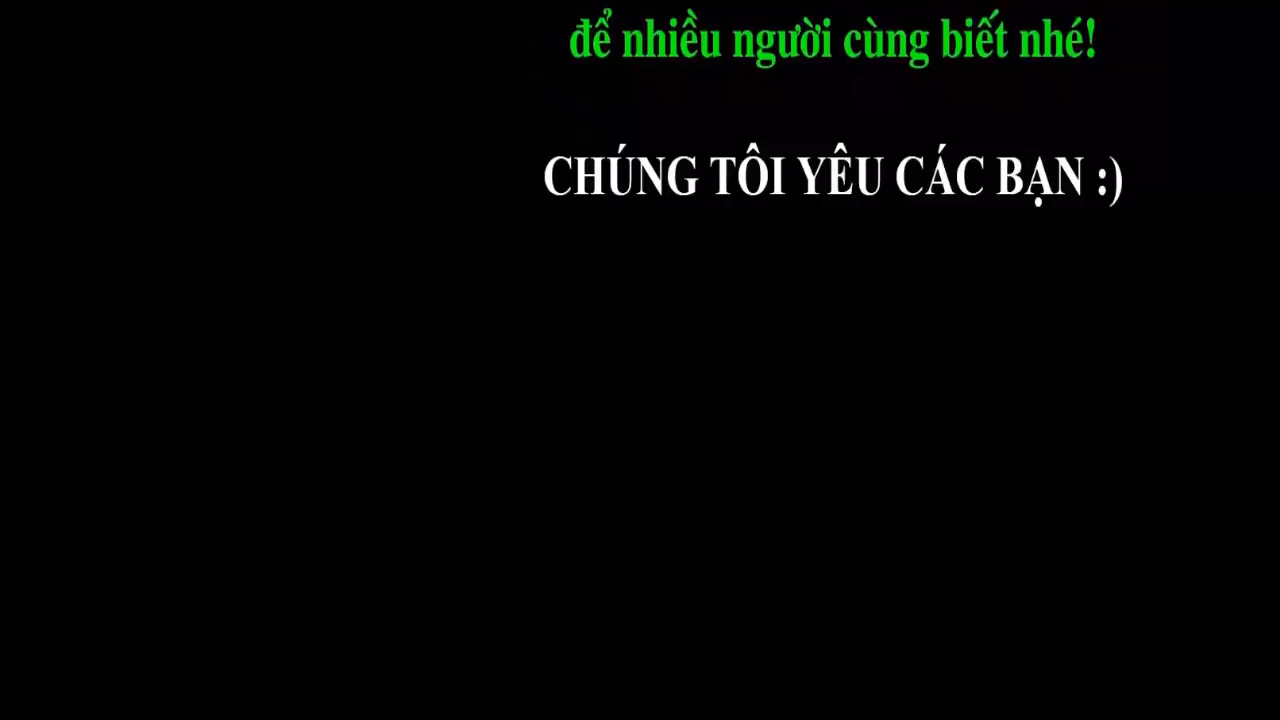 để nhiều người cùng biết nhé!
CHÚNG TÔI YÊU CÁC BẠN :)